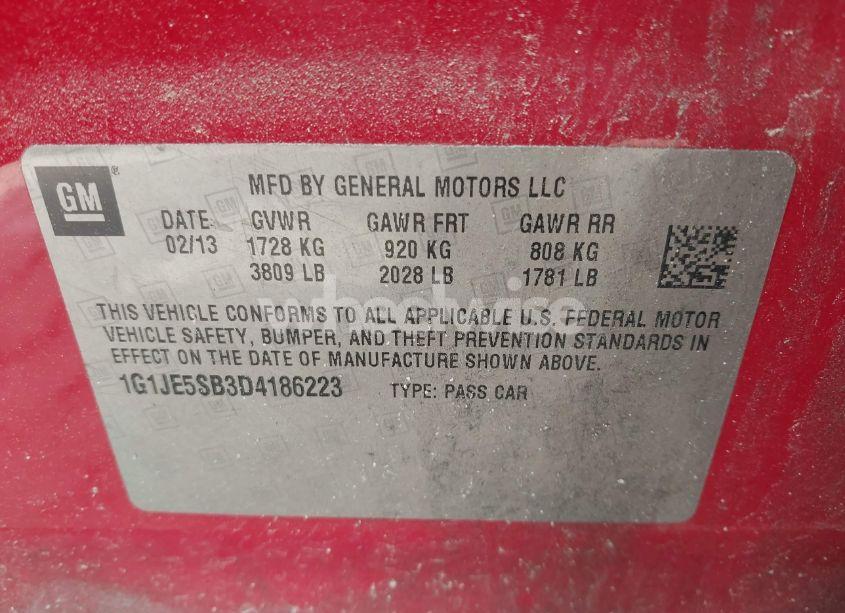 GM
MFD BY GENERAL MOTORS LLC
DATE GVWR GAWR FRT GAWR RR
02/13 1728 KG 920 KG 808 KG
3809 LB 2028 LB 1781 LB
THIS VEHICLE CONFORMS TO ALL APPLICABLE U.S. FEDERAL MOTOR
VEHICLE SAFETY, BUMPER, AND THEFT PREVENTION STANDARDS IN
EFFECT ON THE DATE OF MANUFACTURE SHOWN ABOVE.
1G1JE5SB3D4186223 TYPE: PASS CAR